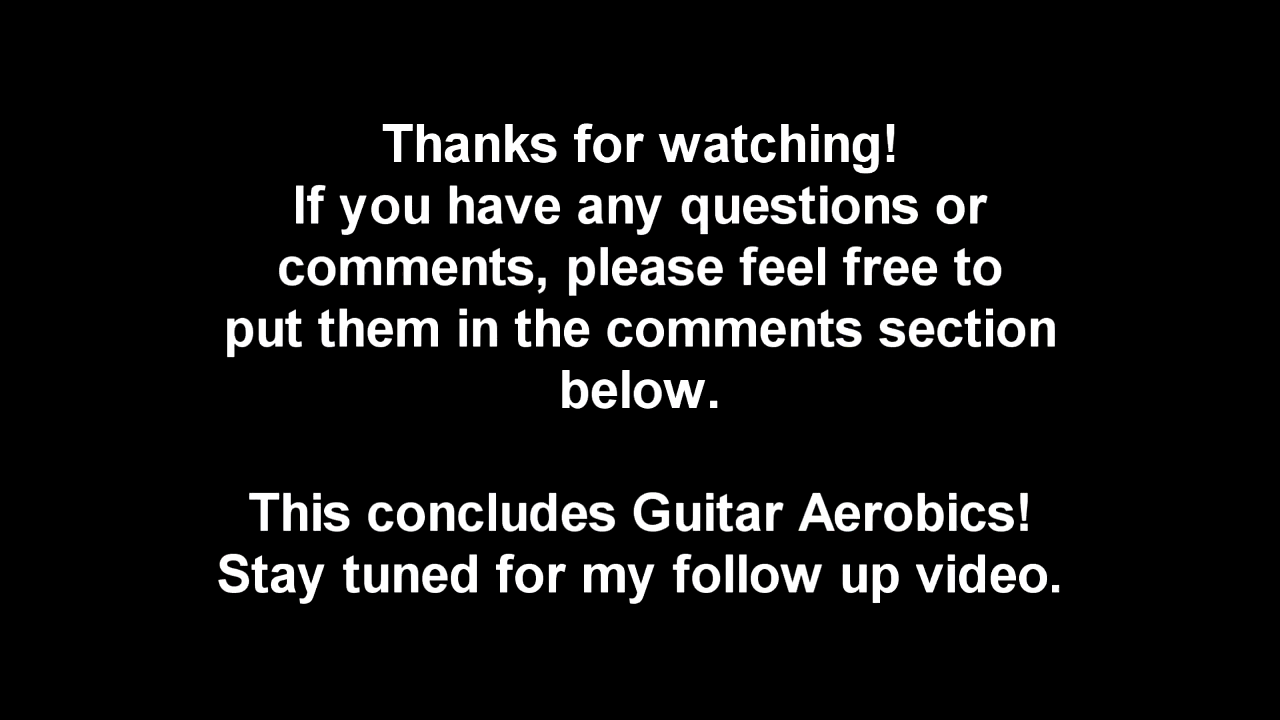 Thanks for watching!
If you have any questions or
comments, please feel free to
put them in the comments section
below.
This concludes Guitar Aerobics!
Stay tuned for my follow up video.